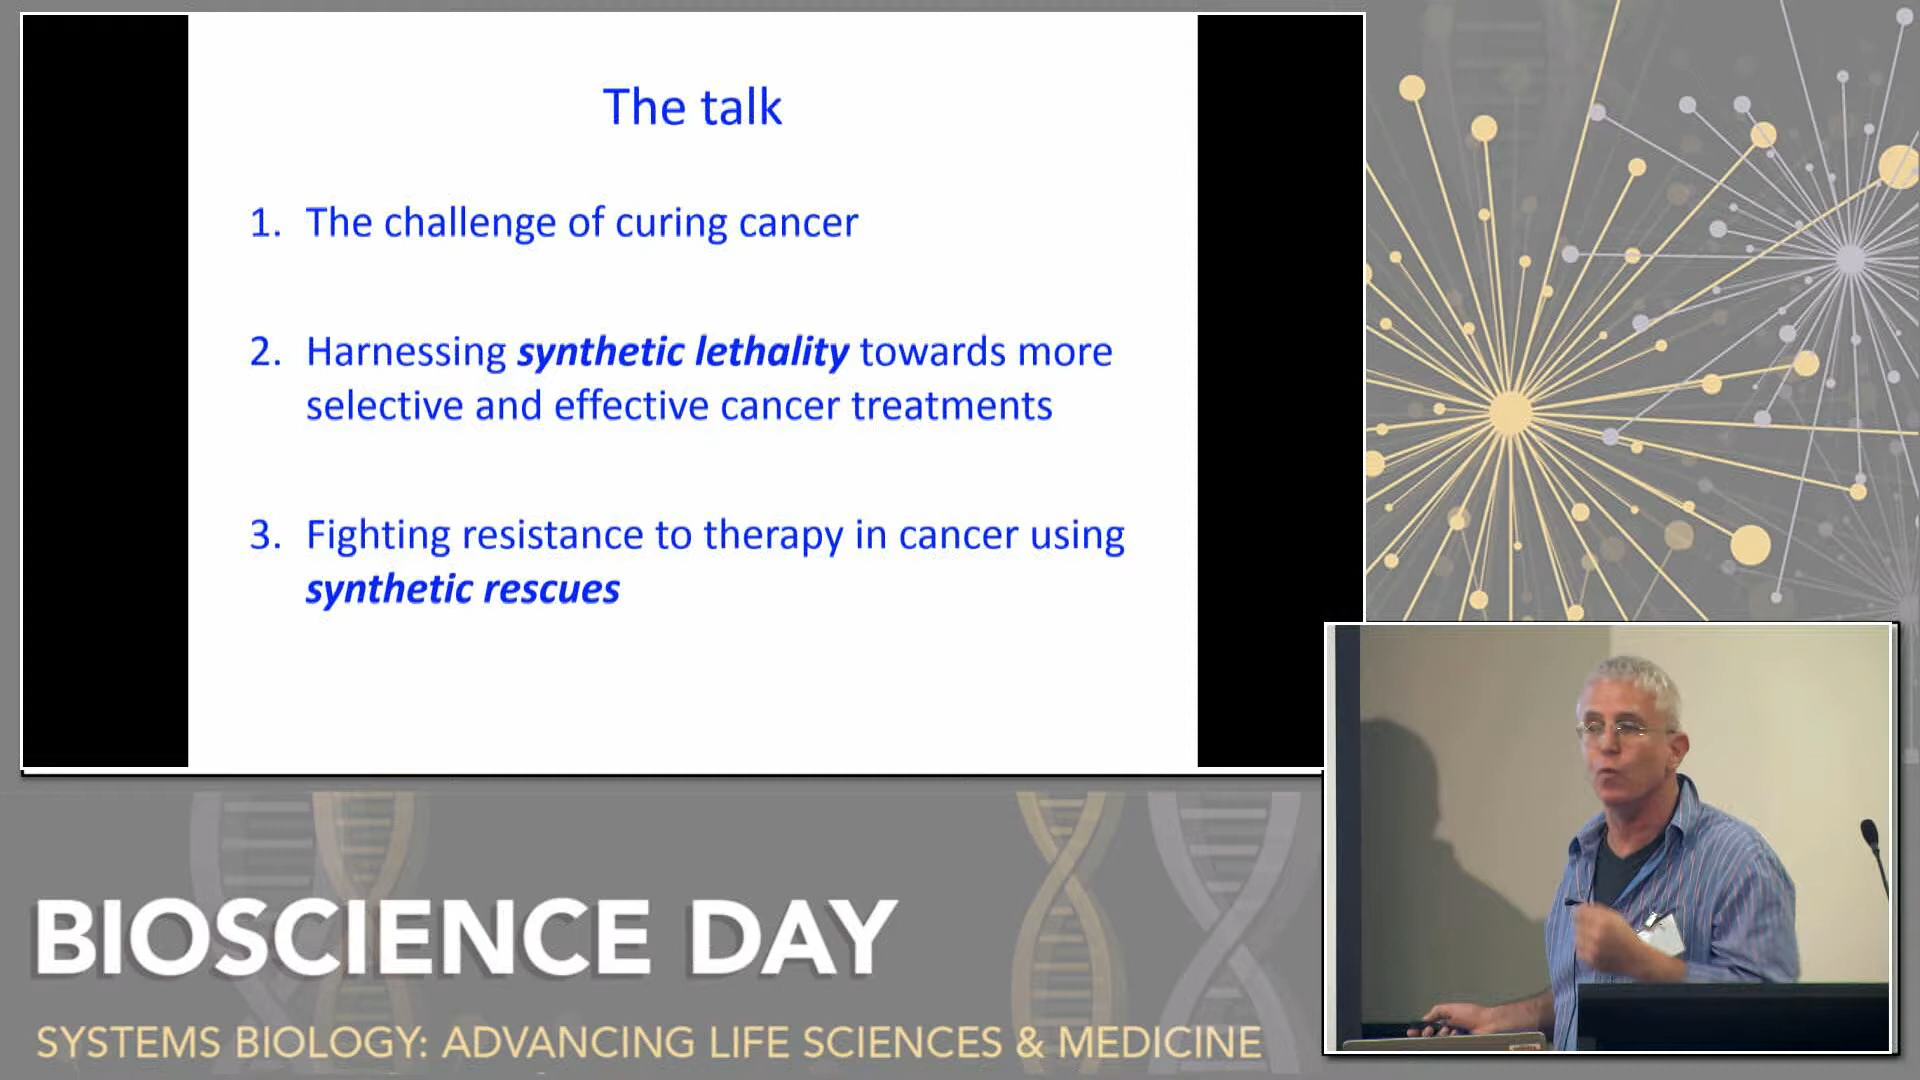 The talk
1. The challenge of curing cancer
2. Harnessing synthetic lethality towards more
selective and effective cancer treatments
3. Fighting resistance to therapy in cancer using
synthetic rescues
BIOSCIENCE DAY
SYSTEMS BIOLOGY: ADVANCING LIFE SCIENCES & MEDICINE